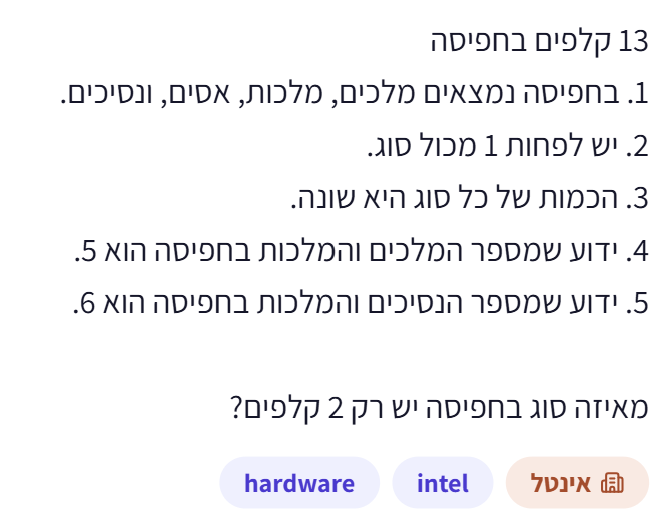 13 קלפים בחפיסה
1. בחפיסה נמצאים מלכים, מלכות, אסים, ונסיכים.
2. יש לפחות 1 מכול סוג.
3. הכמות של כל סוג היא שונה.
4. ידוע שמספר המלכים והמלכות בחפיסה הוא 5.
5. ידוע שמספר הנסיכים והמלכות בחפיסה הוא 6.
מאיזה סוג בחפיסה יש רק 2 קלפים?
אינטל intel hardware